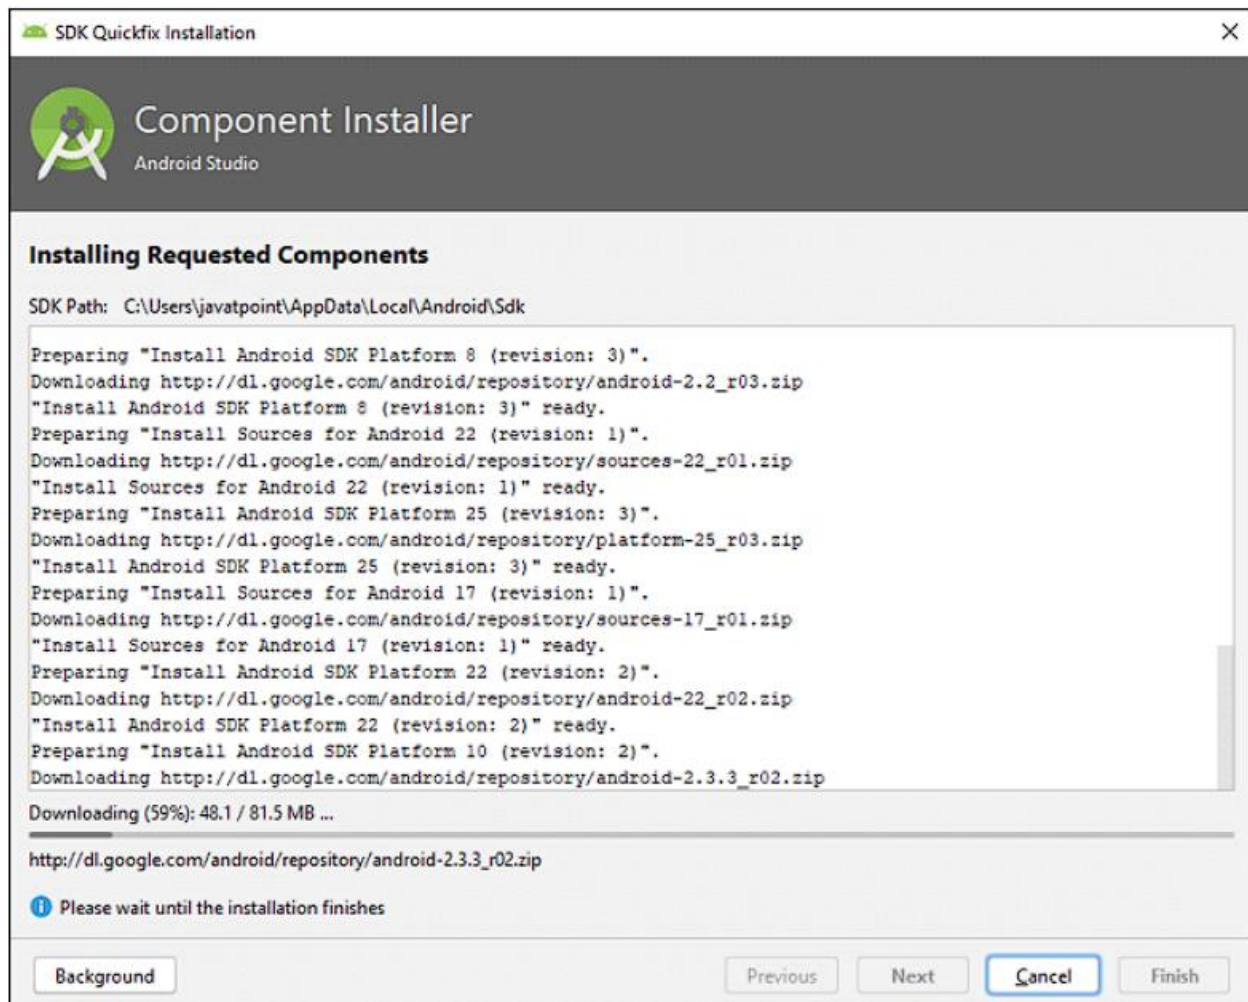 SDK Quickfix Installation
Component Installer
Android Studio
Installing Requested Components
SDK Path: C:\Users\javatpoint\AppData\Local\Android\Sdk
Preparing "Install Android SDK Platform 8 (revision: 3)".
Downloading http://dl.google.com/android/repository/android-2.2_r03.zip
"Install Android SDK Platform 8 (revision: 3)" ready.
Preparing "Install Sources for Android 22 (revision: 1)".
Downloading http://dl.google.com/android/repository/sources-22_r01.zip
"Install Sources for Android 22 (revision: 1)" ready.
Preparing "Install Android SDK Platform 25 (revision: 3)".
Downloading http://dl.google.com/android/repository/platform-25_r03.zip
"Install Android SDK Platform 25 (revision: 3)" ready.
Preparing "Install Sources for Android 17 (revision: 1)".
Downloading http://dl.google.com/android/repository/sources-17_r01.zip
"Install Sources for Android 17 (revision: 1)" ready.
Preparing "Install Android SDK Platform 22 (revision: 2)".
Downloading http://dl.google.com/android/repository/android-22_r02.zip
"Install Android SDK Platform 22 (revision: 2)" ready.
Preparing "Install Android SDK Platform 10 (revision: 2)".
Downloading http://dl.google.com/android/repository/android-2.3.3_r02.zip
Downloading (59%): 48.1 / 81.5 MB ...
http://dl.google.com/android/repository/android-2.3.3_r02.zip
Please wait until the installation finishes
Background Previous Next Cancel Finish